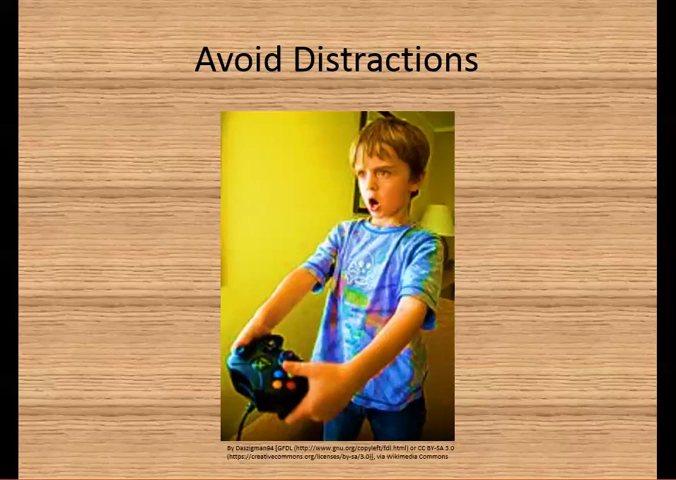 Avoid Distractions
By Daszigman94 [GFDL (http://www.gnu.org/copyleft/fdl.html) or CC BY-SA 3.0
(https://creativecommons.org/licenses/by-sa/3.0)], via Wikimedia Commons